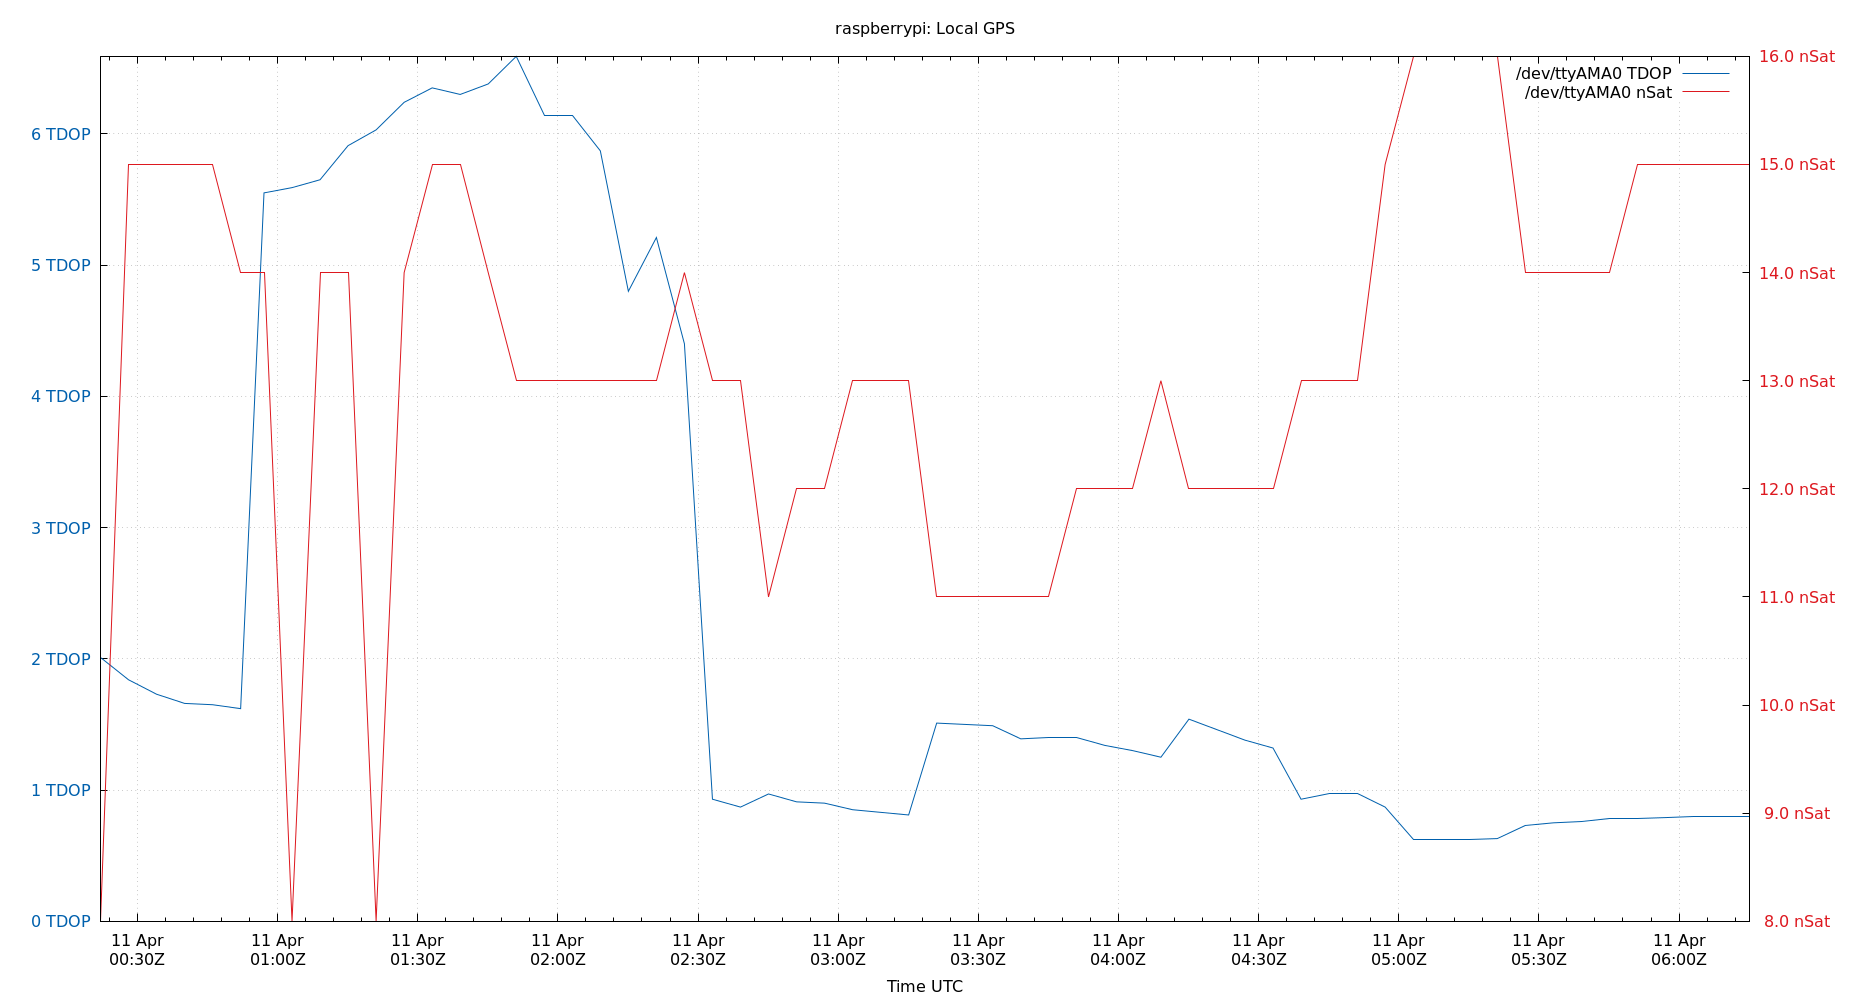 raspberrypi: Local GPS
/dev/ttyAMA0 TDOP
/dev/ttyAMA0 nSat
6 TDOP
5 TDOP
4 TDOP
3 TDOP
2 TDOP
1 TDOP
0 TDOP
16.0 nSat
15.0 nSat
14.0 nSat
13.0 nSat
12.0 nSat
11.0 nSat
10.0 nSat
9.0 nSat
8.0 nSat
11 Apr 11 Apr 11 Apr 11 Apr 11 Apr 11 Apr 11 Apr 11 Apr 11 Apr 11 Apr 11 Apr 11 Apr
00:30Z 01:00Z 01:30Z 02:00Z 02:30Z 03:00Z 03:30Z 04:00Z 04:30Z 05:00Z 05:30Z 06:00Z
Time UTC